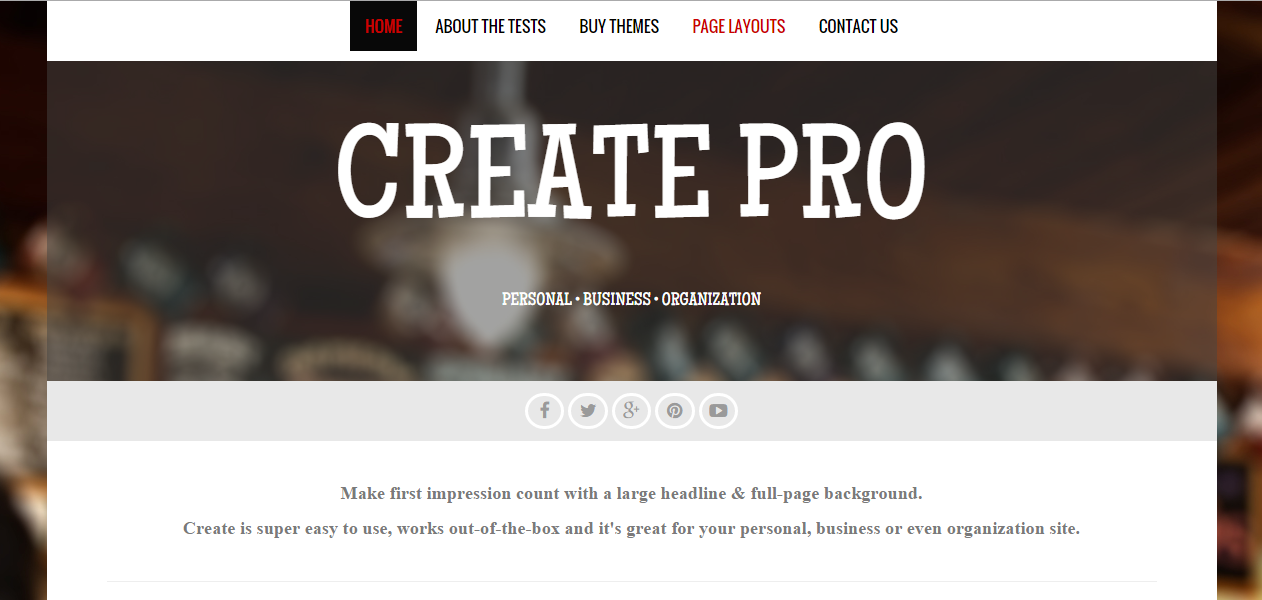 HOME ABOUT THE TESTS BUY THEMES PAGE LAYOUTS CONTACT US
CREATE PRO
PERSONAL • BUSINESS • ORGANIZATION
Make first impression count with a large headline & full-page background.
Create is super easy to use, works out-of-the-box and it's great for your personal, business or even organization site.